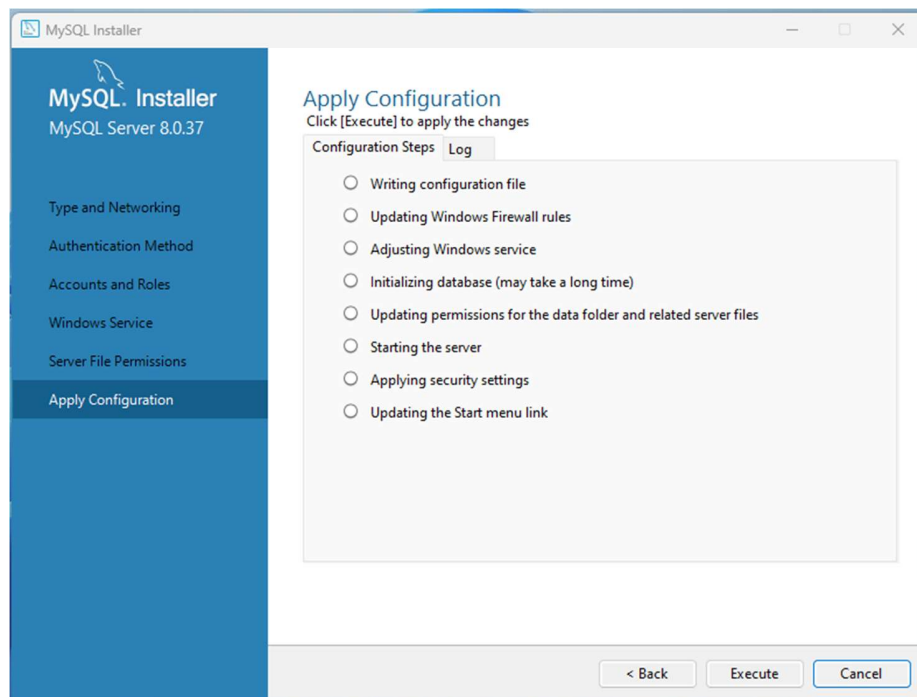 MySQL Installer
MySQL. Installer
MySQL Server 8.0.37
Type and Networking
Authentication Method
Accounts and Roles
Windows Service
Server File Permissions
Apply Configuration
Apply Configuration
Click [Execute] to apply the changes
Configuration Steps Log
Writing configuration file
Updating Windows Firewall rules
Adjusting Windows service
Initializing database (may take a long time)
Updating permissions for the data folder and related server files
Starting the server
Applying security settings
Updating the Start menu link
< Back Execute Cancel